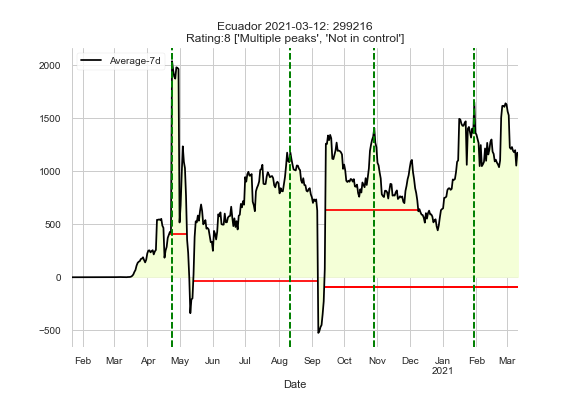 Ecuador 2021-03-12: 299216
Rating:8 ['Multiple peaks', 'Not in control']
Average-7d
2000
1500
1000
500
0
−500
Feb Mar Apr May Jun Jul Aug Sep Oct Nov Dec Jan Feb Mar
2021
Date